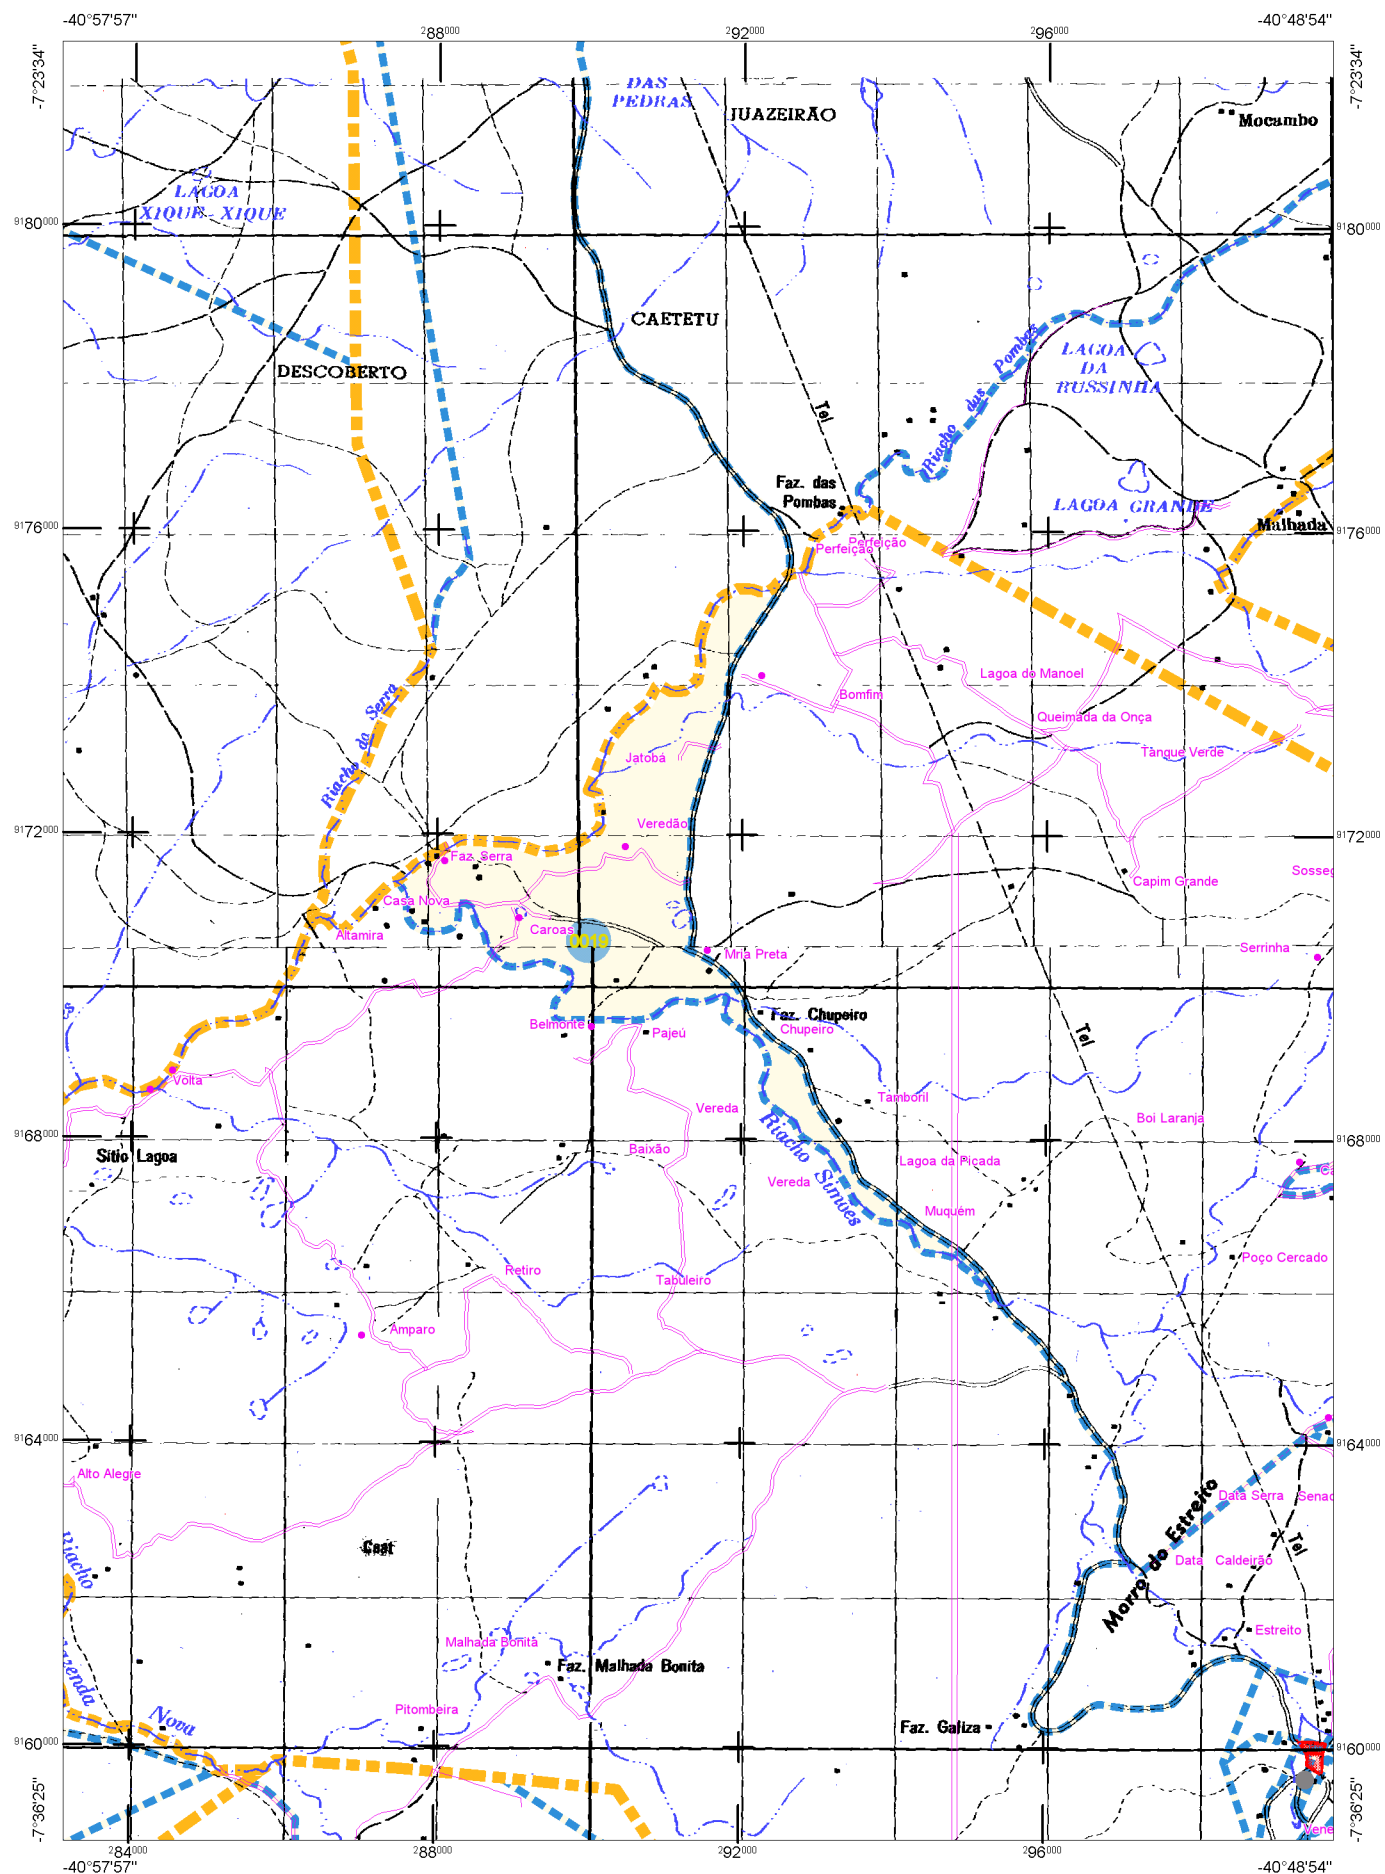 -40°57'57"
-40°48'54"
288000
292000
296000
-7°23'34"
-7°23'34"
DAS
PEDRAS
JUAZEIRÃO
Mocambo
LAGOA
XIQUE-XIQUE
9180000
9180000
CAETETU
Riacho das Pombas
LAGOA
DA
RUSSINHA
DESCOBERTO
Tel
Faz. das
Pombas
LAGOA GRANDE
Malhada
9176000
9176000
Perfeição
Perfeição
Lagoa do Manoel
Bomfim
Riacho da Serra
Queimada da Onça
Tangue Verde
Jatobá
Veredão
9172000
9172000
Faz. Serra
Capim Grande
Sosseg
Casa Nova
Altamira
Caroas
0019
Mria Preta
Serrinha
Faz. Chupeiro
Belmonte
Pajeú
Chupeiro
Tel
Volta
Tamboril
Vereda
Boi Laranja
9168000
9168000
Sítio Lagoa
Baixão
Riacho Simões
Lagoa da Picada
Vereda
Ca
Muquém
Retiro
Tabuleiro
Poço Cercado
Amparo
9164000
9164000
Alto Alegre
Morro do Estreito
Data Serra
Senad
Tel
Riacho
Data Caldeirão
Estreito
Malhada Bonita
Faz. Malhada Bonita
Nova
Pitombeira
Faz. Galiza
9160000
9160000
-7°36'25"
-7°36'25"
Vene
284000
288000
292000
296000
-40°57'57"
-40°48'54"